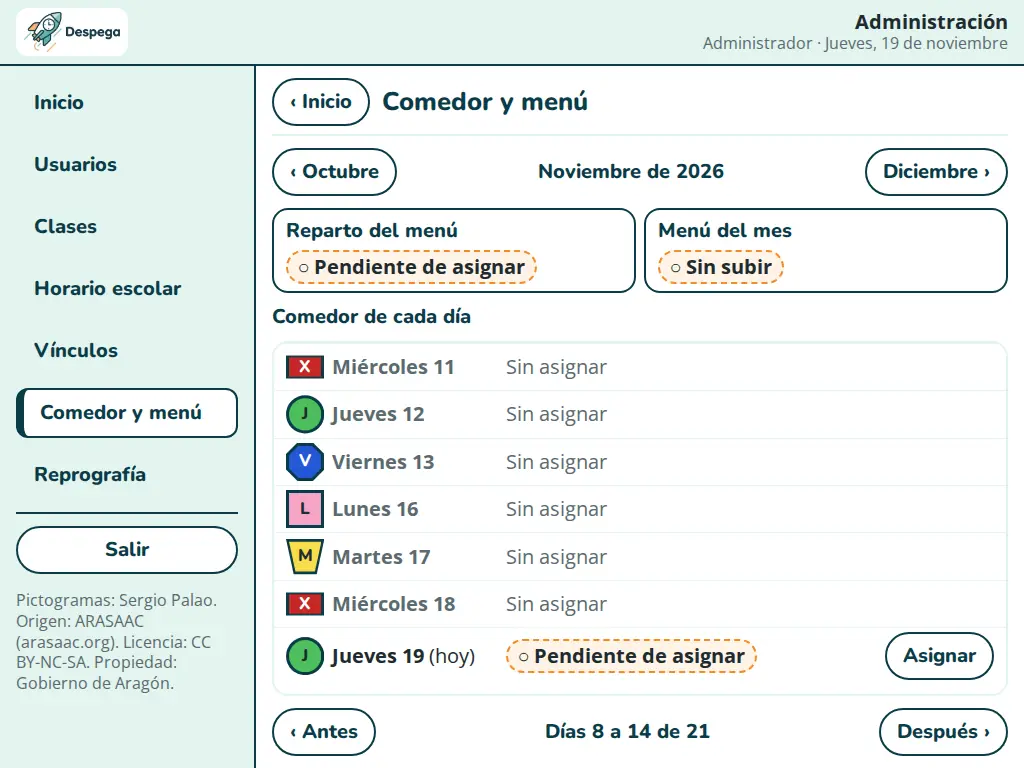 Despega
Administración
Administrador · Jueves, 19 de noviembre
Inicio
Usuarios
Clases
Horario escolar
Vínculos
Comedor y menú
Reprografía
Salir
Pictogramas: Sergio Palao.
Origen: ARASAAC
(arasaac.org). Licencia: CC
BY-NC-SA. Propiedad:
Gobierno de Aragón.
‹ Inicio
Comedor y menú
‹ Octubre
Noviembre de 2026
Diciembre ›
Reparto del menú
○ Pendiente de asignar
Menú del mes
○ Sin subir
Comedor de cada día
X Miércoles 11 Sin asignar
J Jueves 12 Sin asignar
V Viernes 13 Sin asignar
L Lunes 16 Sin asignar
M Martes 17 Sin asignar
X Miércoles 18 Sin asignar
J Jueves 19 (hoy) ○ Pendiente de asignar Asignar
‹ Antes
Días 8 a 14 de 21
Después ›